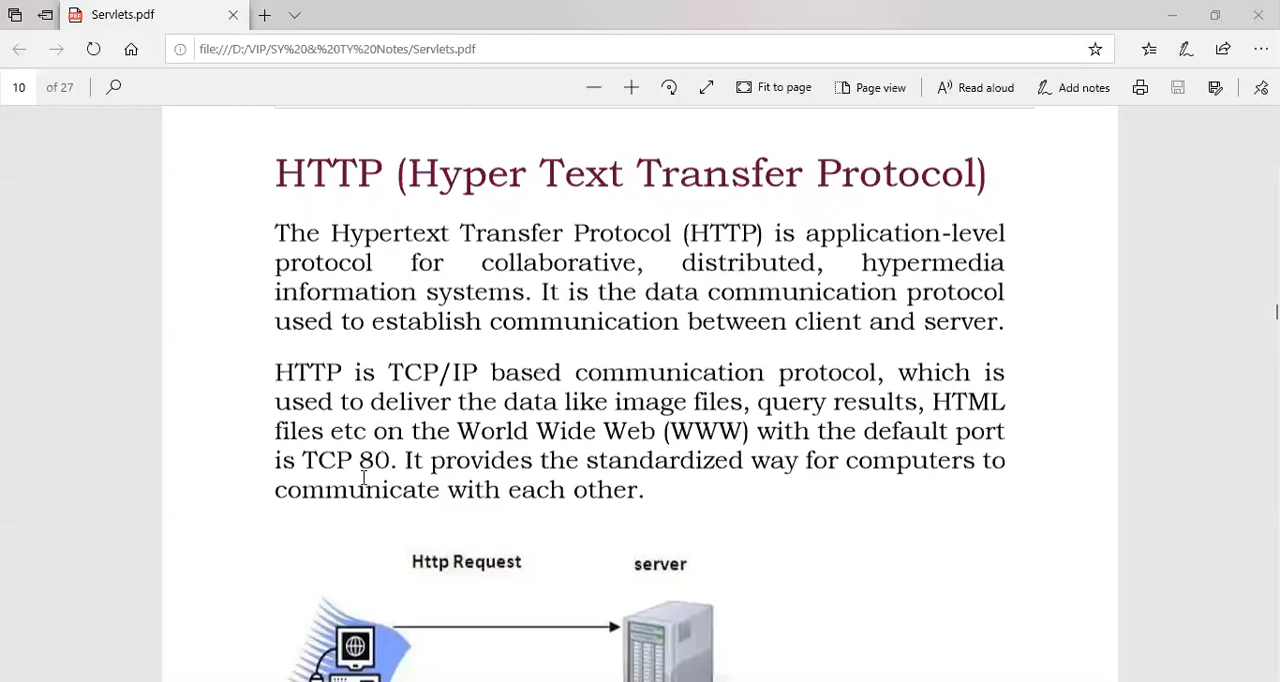 Servlets.pdf
file:///D:/VIP/SY%20&%20TY%20Notes/Servlets.pdf
10 of 27 Fit to page Page view Read aloud Add notes
HTTP (Hyper Text Transfer Protocol)
The Hypertext Transfer Protocol (HTTP) is application-level
protocol for collaborative, distributed, hypermedia
information systems. It is the data communication protocol
used to establish communication between client and server.
HTTP is TCP/IP based communication protocol, which is
used to deliver the data like image files, query results, HTML
files etc on the World Wide Web (WWW) with the default port
is TCP 80. It provides the standardized way for computers to
communicate with each other.
Http Request server